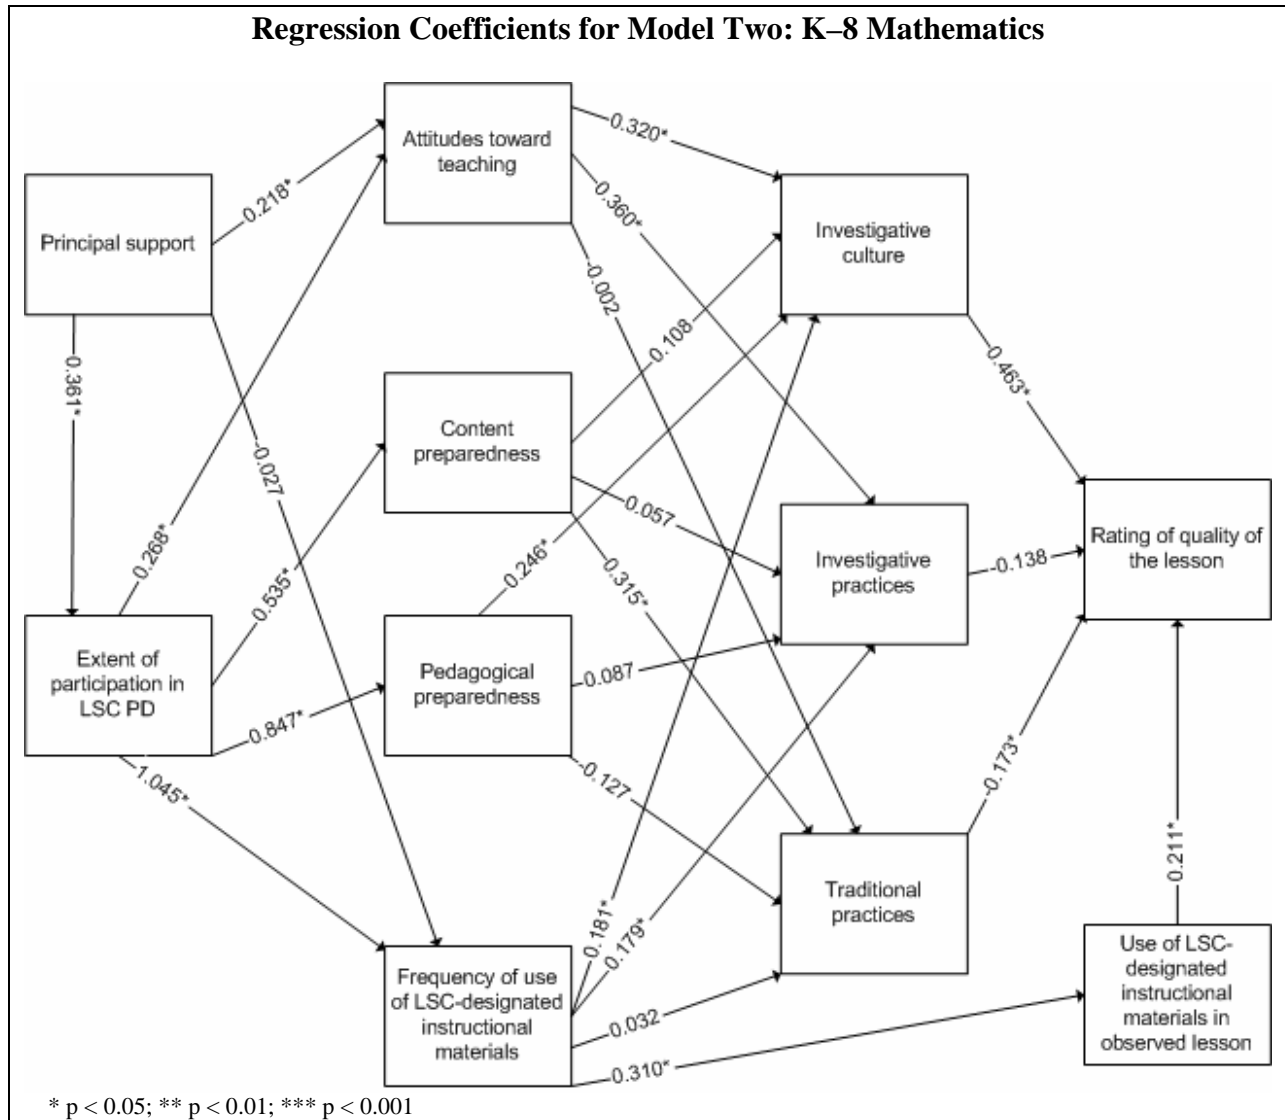 Regression Coefficients for Model Two: K–8 Mathematics
Attitudes toward
teaching
0.320*
0.218*
0.360*
Principal support
Investigative
culture
-0.002
0.108
0.361*
0.463*
Content
preparedness
-0.027
0.057
Rating of quality of
the lesson
0.268*
0.535*
0.246*
0.315*
Investigative
practices
-0.138
Extent of
participation in
LSC PD
Pedagogical
preparedness
0.087
0.847*
1.045*
-0.127
-0.173*
0.211*
Traditional
practices
0.181*
0.179*
Frequency of use
of LSC-designated
instructional
materials
0.032
0.310*
Use of LSC-
designated
instructional
materials in
observed lesson
* p < 0.05; ** p < 0.01; *** p < 0.001